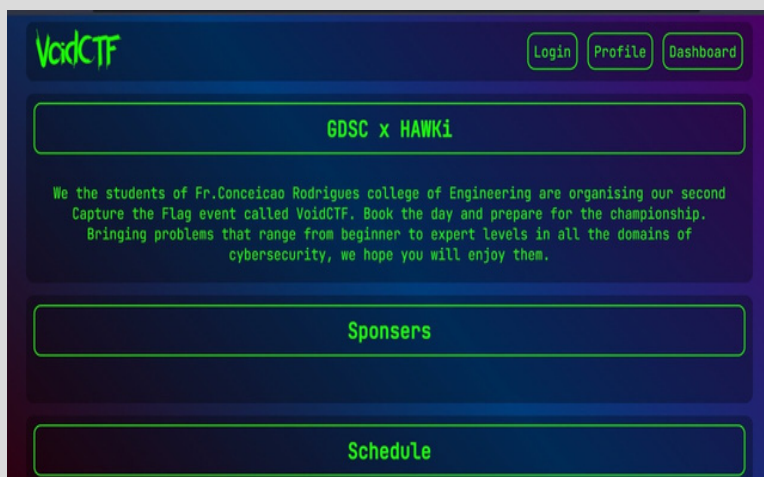 VoidCTF
Login Profile Dashboard
GDSC x HAWKi
We the students of Fr.Conceicao Rodrigues college of Engineering are organising our second
Capture the Flag event called VoidCTF. Book the day and prepare for the championship.
Bringing problems that range from beginner to expert levels in all the domains of
cybersecurity, we hope you will enjoy them.
Sponsers
Schedule